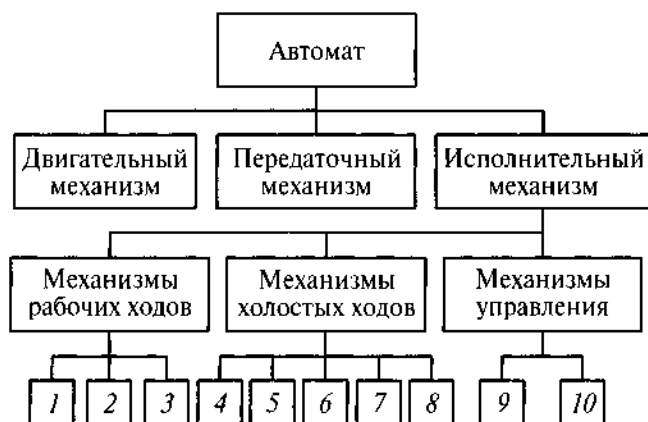 Автомат
Двигательный
механизм
Передаточный
механизм
Исполнительный
механизм
Механизмы
рабочих ходов
Механизмы
холостых ходов
Механизмы
управления
1 2 3 4 5 6 7 8 9 10